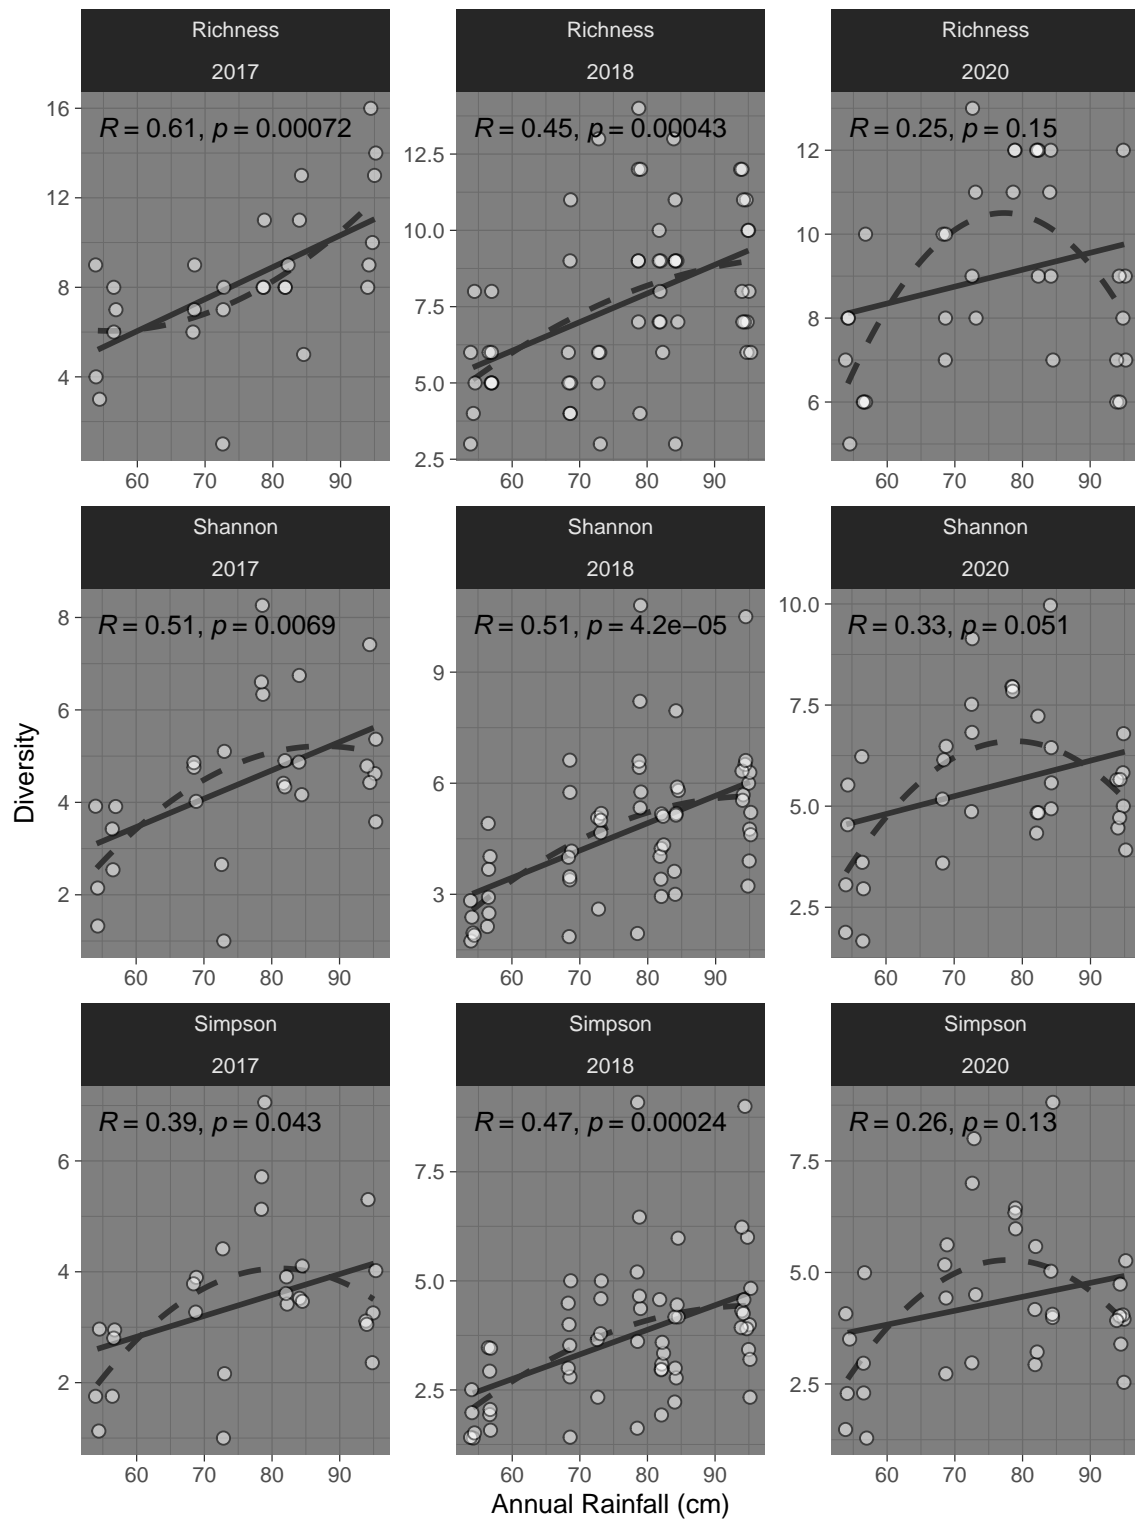 Richness
2017
R = 0.61, p = 0.00072
16
12
8
4
60 70 80 90
Richness
2018
R = 0.45, p = 0.00043
12.5
10.0
7.5
5.0
2.5
60 70 80 90
Richness
2020
R = 0.25, p = 0.15
12
10
8
6
60 70 80 90
Diversity
Shannon
2017
R = 0.51, p = 0.0069
8
6
4
2
60 70 80 90
Shannon
2018
R = 0.51, p = 4.2e−05
9
6
3
60 70 80 90
Shannon
2020
R = 0.33, p = 0.051
10.0
7.5
5.0
2.5
60 70 80 90
Simpson
2017
R = 0.39, p = 0.043
6
4
2
60 70 80 90
Simpson
2018
R = 0.47, p = 0.00024
7.5
5.0
2.5
60 70 80 90
Simpson
2020
R = 0.26, p = 0.13
7.5
5.0
2.5
60 70 80 90
Annual Rainfall (cm)